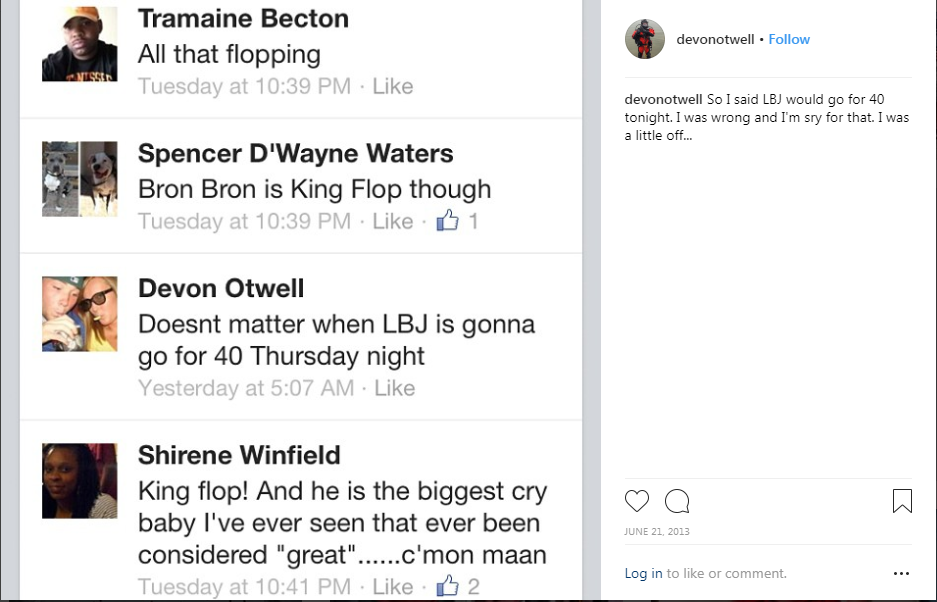 Tramaine Becton
All that flopping
Tuesday at 10:39 PM · Like
Spencer D'Wayne Waters
Bron Bron is King Flop though
Tuesday at 10:39 PM · Like · 1
Devon Otwell
Doesnt matter when LBJ is gonna
go for 40 Thursday night
Yesterday at 5:07 AM · Like
Shirene Winfield
King flop! And he is the biggest cry
baby I've ever seen that ever been
considered "great"......c'mon maan
Tuesday at 10:41 PM · Like · 2
devonotwell • Follow
devonotwell So I said LBJ would go for 40
tonight. I was wrong and I'm sry for that. I was
a little off...
JUNE 21, 2013
Log in to like or comment.